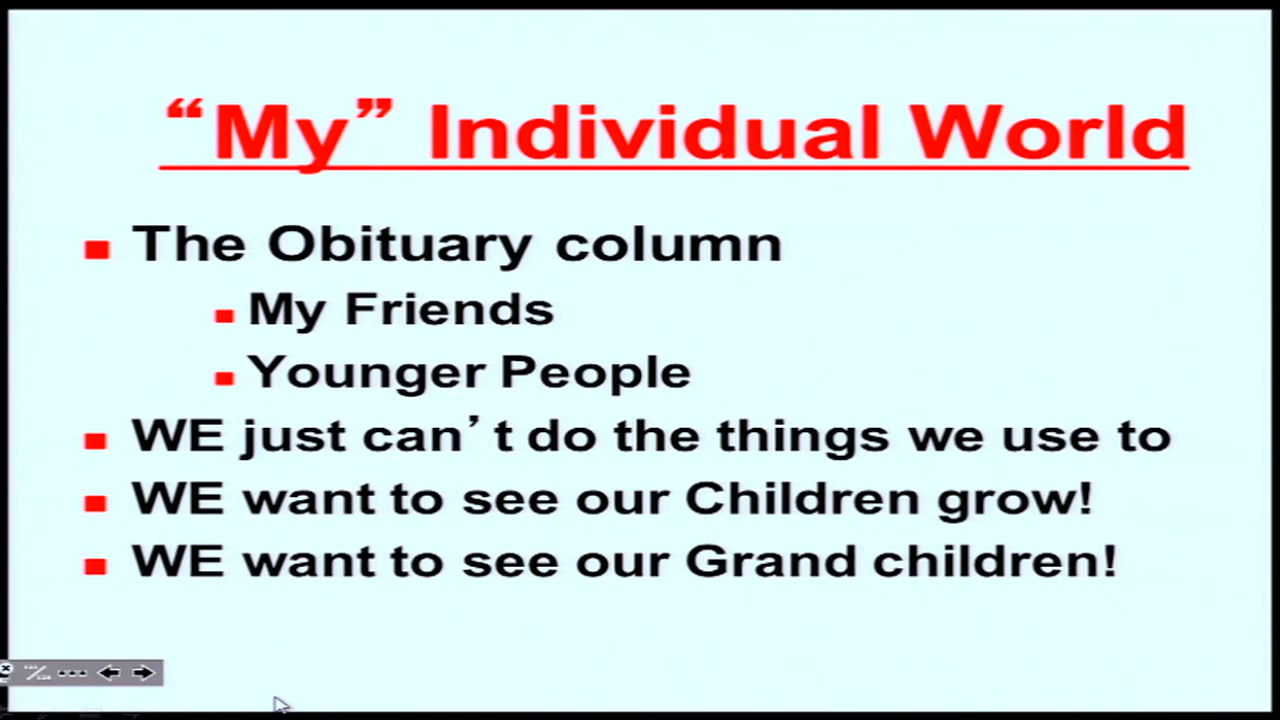 “My” Individual World
The Obituary column
My Friends
Younger People
WE just can’t do the things we use to
WE want to see our Children grow!
WE want to see our Grand children!